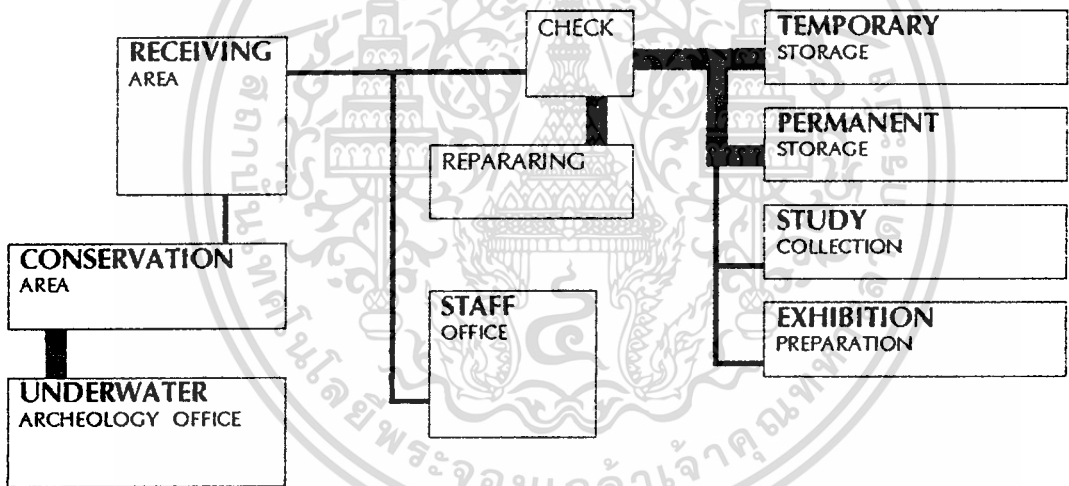 RECEIVING
AREA
CHECK
TEMPORARY
STORAGE
PERMANENT
STORAGE
REPARARING
STUDY
COLLECTION
CONSERVATION
AREA
STAFF
OFFICE
EXHIBITION
PREPARATION
UNDERWATER
ARCHEOLOGY OFFICE